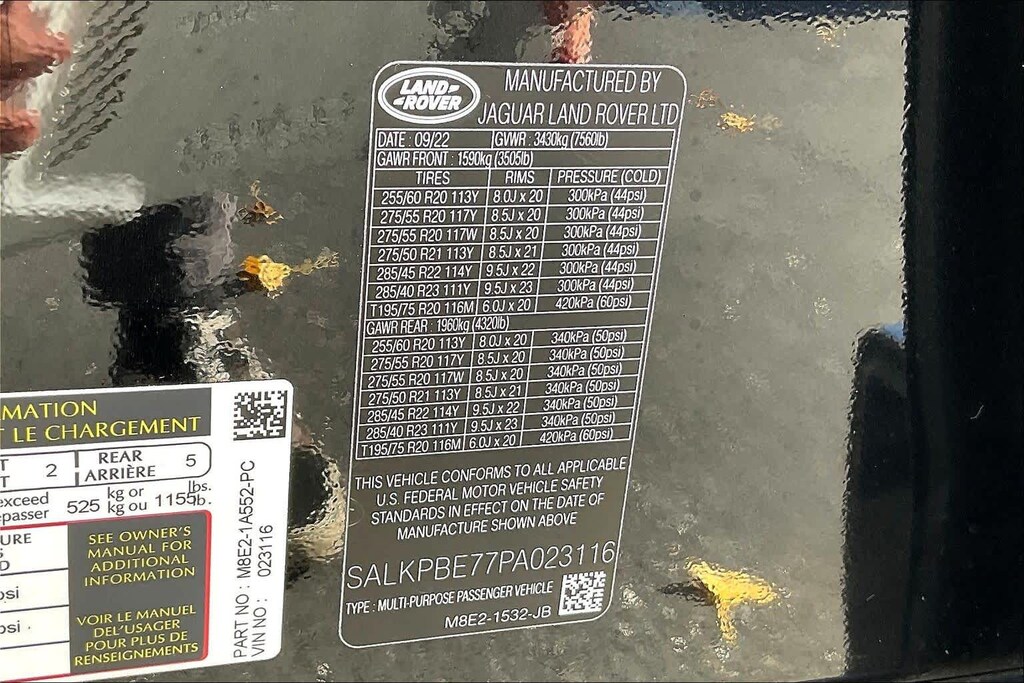 LAND-
-ROVER
MANUFACTURED BY
JAGUAR LAND ROVER LTD
DATE : 09/22 GVWR : 3430kg (7560lb)
GAWR FRONT : 1590kg (3505lb)
TIRES RIMS PRESSURE (COLD)
255/60 R20 113Y 8.0J x 20 300kPa (44psi)
275/55 R20 117Y 8.5J x 20 300kPa (44psi)
275/55 R20 117W 8.5J x 20 300kPa (44psi)
275/50 R21 113Y 8.5J x 21 300kPa (44psi)
285/45 R22 114Y 9.5J x 22 300kPa (44psi)
285/40 R23 111Y 9.5J x 23 300kPa (44psi)
T195/75 R20 116M 6.0J x 20 420kPa (60psi)
GAWR REAR : 1960kg (4320lb)
255/60 R20 113Y 8.0J x 20 340kPa (50psi)
275/55 R20 117Y 8.5J x 20 340kPa (50psi)
275/55 R20 117W 8.5J x 20 340kPa (50psi)
275/50 R21 113Y 8.5J x 21 340kPa (50psi)
285/45 R22 114Y 9.5J x 22 340kPa (50psi)
285/40 R23 111Y 9.5J x 23 340kPa (50psi)
T195/75 R20 116M 6.0J x 20 420kPa (60psi)
THIS VEHICLE CONFORMS TO ALL APPLICABLE
U.S. FEDERAL MOTOR VEHICLE SAFETY
STANDARDS IN EFFECT ON THE DATE OF
MANUFACTURE SHOWN ABOVE
SALKPBE77PA023116
TYPE : MULTI-PURPOSE PASSENGER VEHICLE
M8E2-1532-JB
MATION
T LE CHARGEMENT
T 2 REAR 5
T ARRIÈRE
exceed 525 kg or 1155 lbs.
epasser kg ou lb.
URE
S
D
psi
psi
SEE OWNER'S
MANUAL FOR
ADDITIONAL
INFORMATION
VOIR LE MANUEL
DEL'USAGER
POUR PLUS DE
RENSEIGNEMENTS
PART NO : M8E2-1A552-PC
VIN NO : 023116